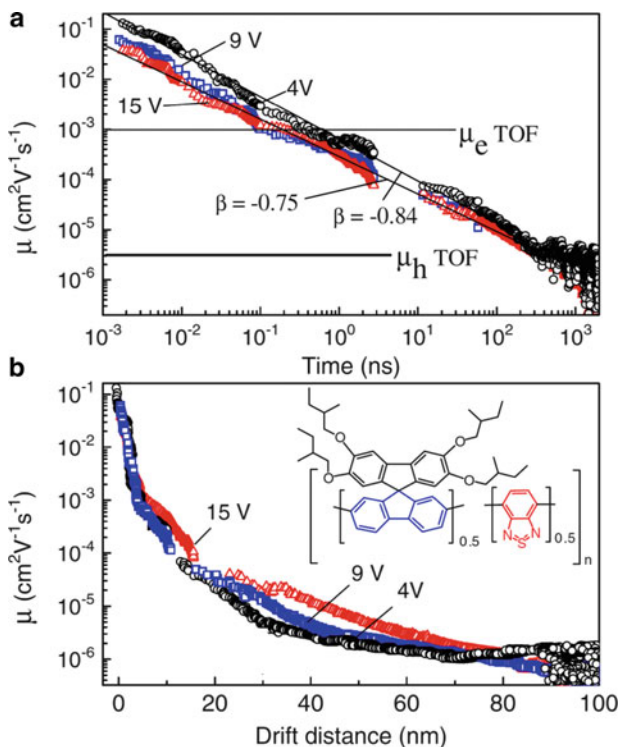 a
μ (cm²V⁻¹s⁻¹)
10⁻¹
10⁻²
10⁻³
10⁻⁴
10⁻⁵
10⁻⁶
9 V
4V
15 V
μₑ TOF
β = -0.75
β = -0.84
μₕ TOF
10⁻³ 10⁻² 10⁻¹ 10⁰ 10¹ 10² 10³
Time (ns)
b
μ (cm²V⁻¹s⁻¹)
10⁻¹
10⁻²
10⁻³
10⁻⁴
10⁻⁵
10⁻⁶
O O
O O
N S N
0.5 0.5
n
15 V
9 V
4V
0 20 40 60 80 100
Drift distance (nm)